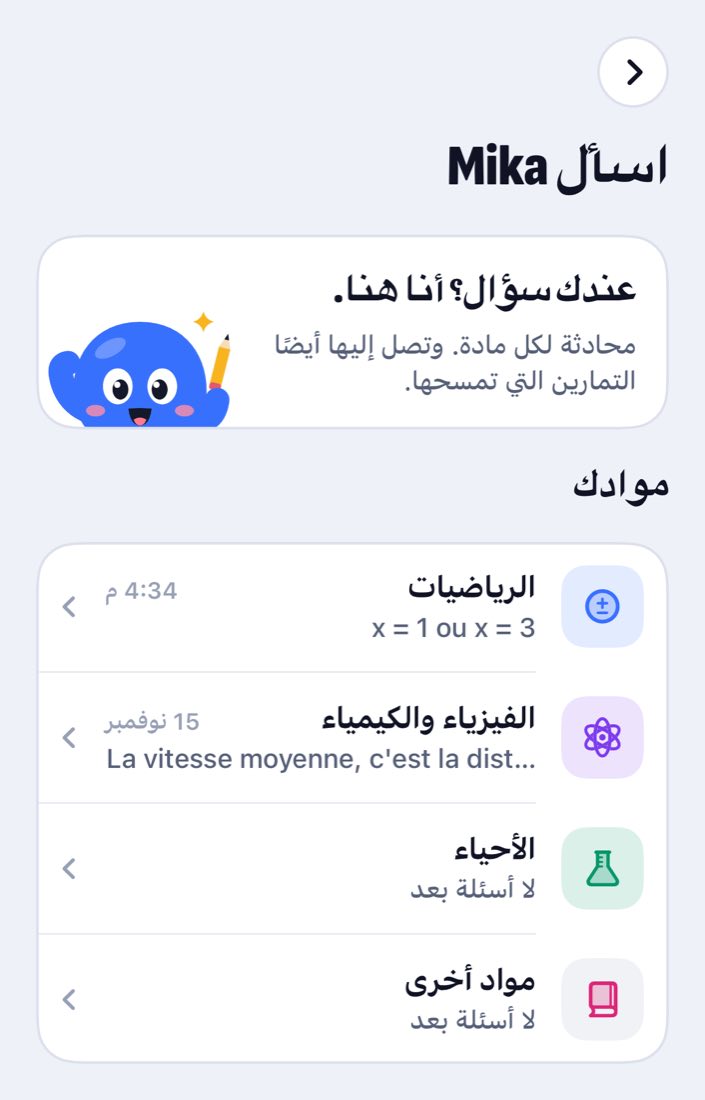 اسأل Mika
عندك سؤال؟ أنا هنا.
محادثة لكل مادة. وتصل إليها أيضًا
التمارين التي تمسحها.
موادك
الرياضيات
4:34 م
x = 1 ou x = 3
الفيزياء والكيمياء
15 نوفمبر
La vitesse moyenne, c'est la dist...
الأحياء
لا أسئلة بعد
مواد أخرى
لا أسئلة بعد